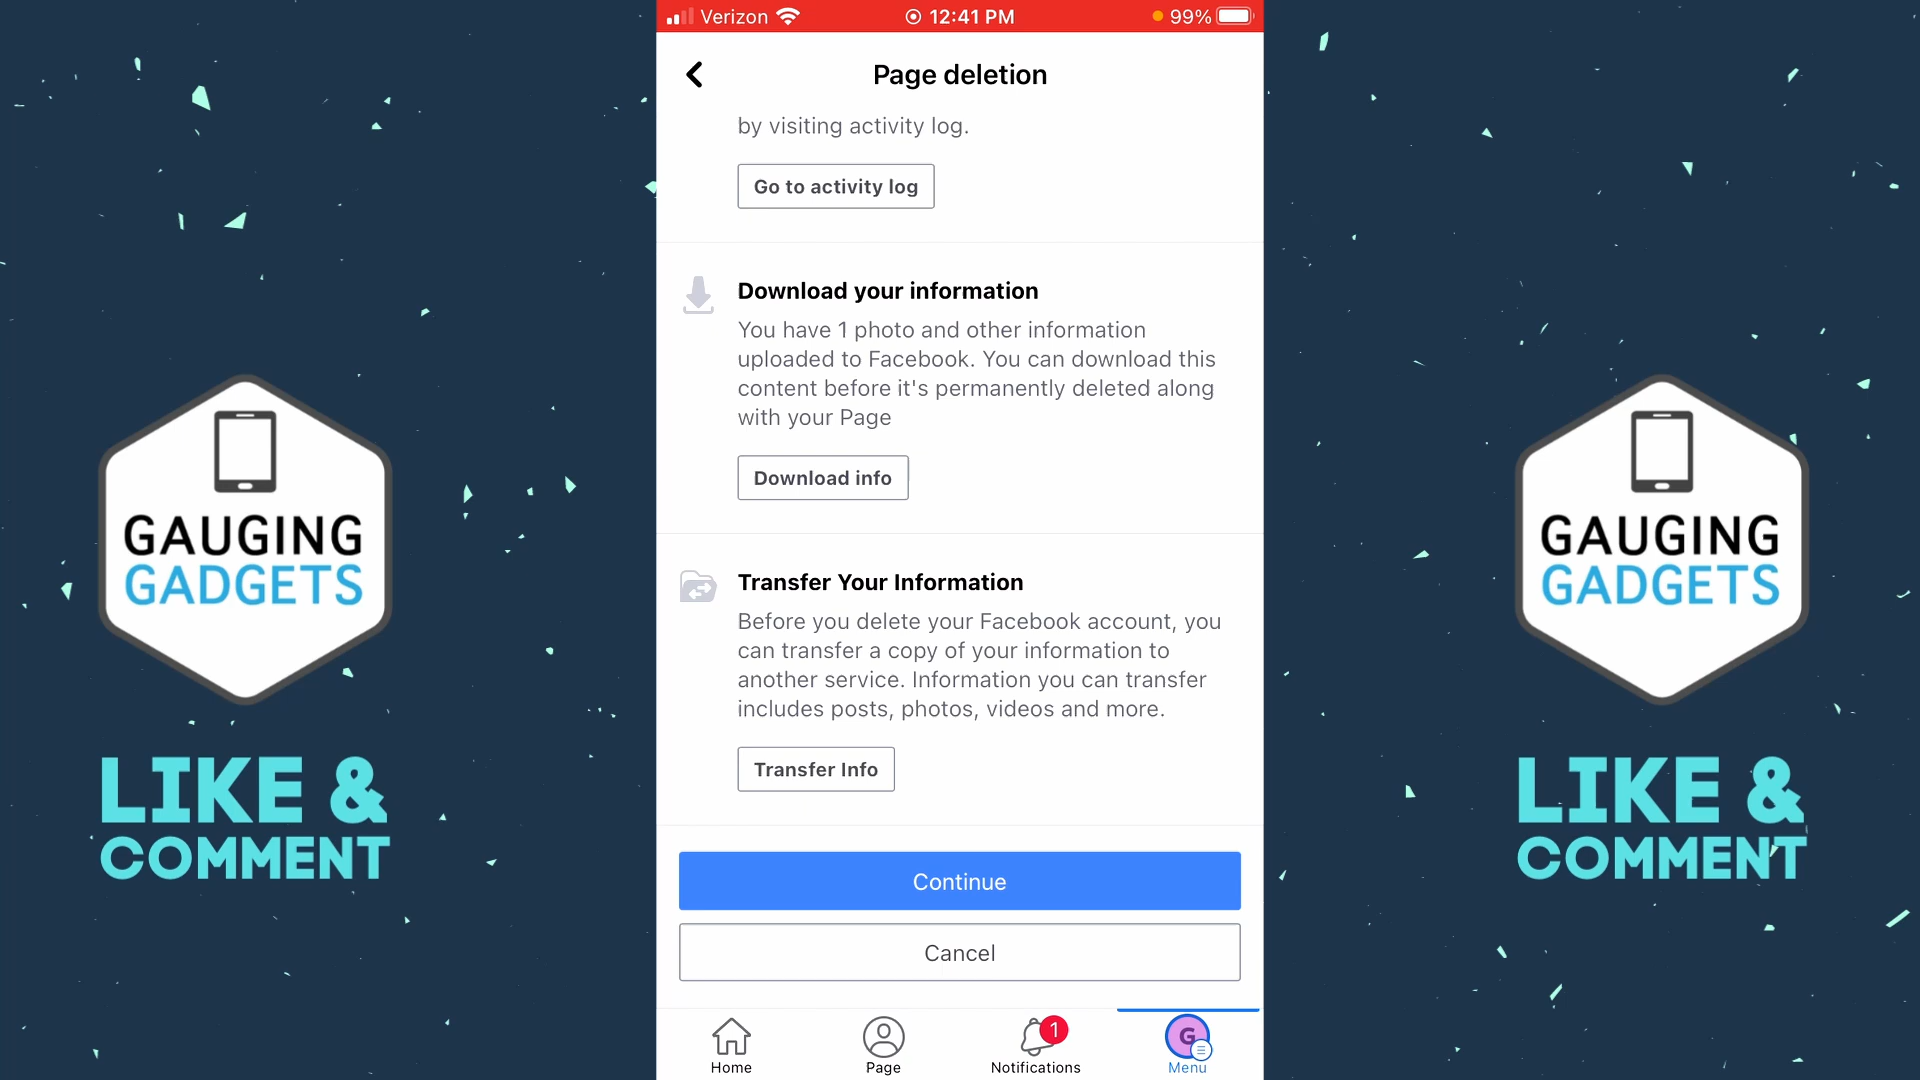 Verizon 12:41 PM 99%
Page deletion
by visiting activity log.
Go to activity log
Download your information
You have 1 photo and other information
uploaded to Facebook. You can download this
content before it's permanently deleted along
with your Page
Download info
Transfer Your Information
Before you delete your Facebook account, you
can transfer a copy of your information to
another service. Information you can transfer
includes posts, photos, videos and more.
Transfer Info
Continue
Cancel
1
G
Home Page Notifications Menu
GAUGING
GADGETS
LIKE &
COMMENT
GAUGING
GADGETS
LIKE &
COMMENT